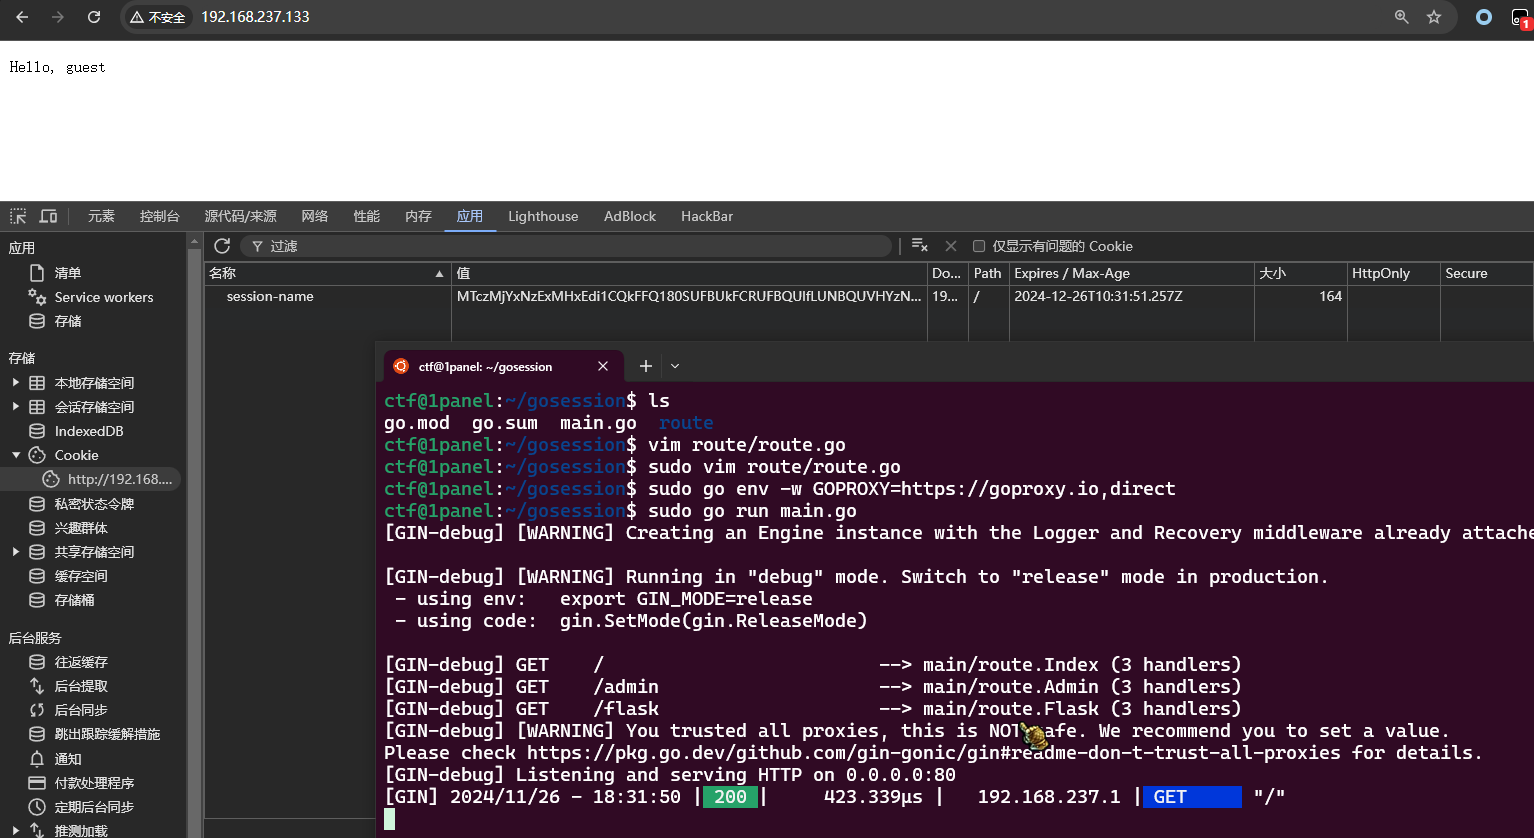 不安全 192.168.237.133
1
Hello, guest
元素 控制台 源代码/来源 网络 性能 内存 应用 Lighthouse AdBlock HackBar
应用
清单
Service workers
存储
存储
本地存储空间
会话存储空间
IndexedDB
Cookie
http://192.168....
私密状态令牌
兴趣群体
共享存储空间
缓存空间
存储桶
后台服务
往返缓存
后台提取
后台同步
跳出跟踪缓解措施
通知
付款处理程序
定期后台同步
推测加载
过滤 仅显示有问题的 Cookie
名称 值 Do... Path Expires / Max-Age 大小 HttpOnly Secure
session-name MTczMjYxNzExMHxEdi1CQkFFQ180SUFBUkFCRUFBQUlfLUNBQUVHYzN... 19... / 2024-12-26T10:31:51.257Z 164
ctf@1panel: ~/gosession
ctf@1panel:~/gosession$ ls
go.mod go.sum main.go route
ctf@1panel:~/gosession$ vim route/route.go
ctf@1panel:~/gosession$ sudo vim route/route.go
ctf@1panel:~/gosession$ sudo go env -w GOPROXY=https://goproxy.io,direct
ctf@1panel:~/gosession$ sudo go run main.go
[GIN-debug] [WARNING] Creating an Engine instance with the Logger and Recovery middleware already attache
[GIN-debug] [WARNING] Running in "debug" mode. Switch to "release" mode in production.
- using env: export GIN_MODE=release
- using code: gin.SetMode(gin.ReleaseMode)
[GIN-debug] GET / --> main/route.Index (3 handlers)
[GIN-debug] GET /admin --> main/route.Admin (3 handlers)
[GIN-debug] GET /flask --> main/route.Flask (3 handlers)
[GIN-debug] [WARNING] You trusted all proxies, this is NOT safe. We recommend you to set a value.
Please check https://pkg.go.dev/github.com/gin-gonic/gin#readme-don-t-trust-all-proxies for details.
[GIN-debug] Listening and serving HTTP on 0.0.0.0:80
[GIN] 2024/11/26 - 18:31:50 | 200 | 423.339µs | 192.168.237.1 | GET "/"